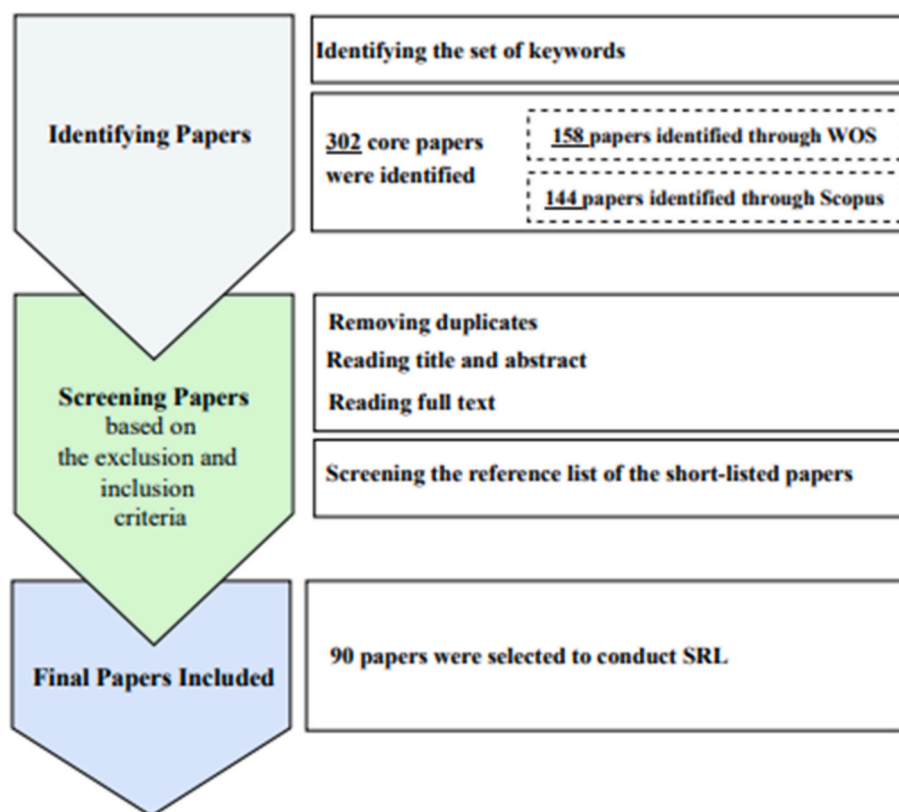 Identifying Papers
Identifying the set of keywords
302 core papers
were identified
158 papers identified through WOS
144 papers identified through Scopus
Screening Papers
based on
the exclusion and
inclusion
criteria
Removing duplicates
Reading title and abstract
Reading full text
Screening the reference list of the short-listed papers
Final Papers Included
90 papers were selected to conduct SRL